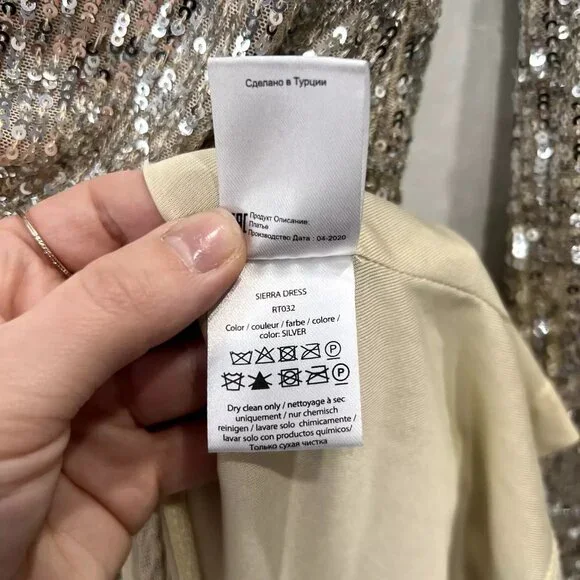 Сделано в Турции
Продукт Описание:
Платье
Производство Дата : 04-2020
SIERRA DRESS
RT032
Color / couleur / farbe / colore /
color: SILVER
P
P
Dry clean only / nettoyage à sec
uniquement / nur chemisch
reinigen / lavare solo chimicamente /
lavar solo con productos químicos/
Только сухая чистка